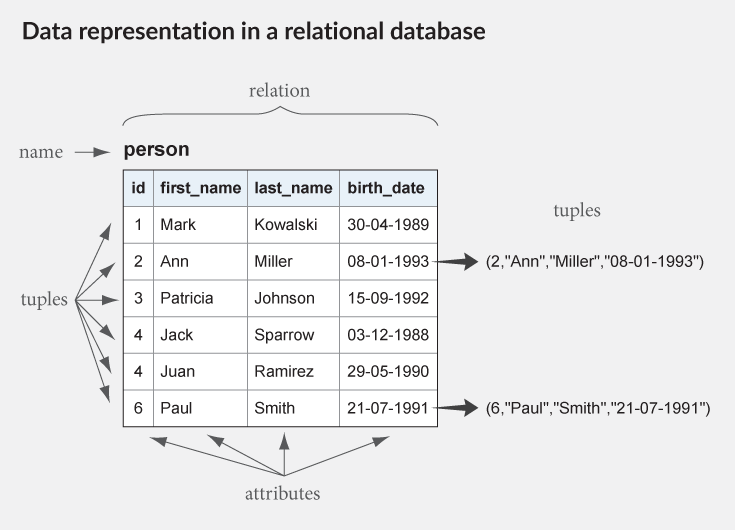 Data representation in a relational database
relation
name
person
id first_name last_name birth_date
1 Mark Kowalski 30-04-1989
tuples
2 Ann Miller 08-01-1993 (2,"Ann","Miller","08-01-1993")
tuples 3 Patricia Johnson 15-09-1992
4 Jack Sparrow 03-12-1988
4 Juan Ramirez 29-05-1990
6 Paul Smith 21-07-1991 (6,"Paul","Smith","21-07-1991")
attributes